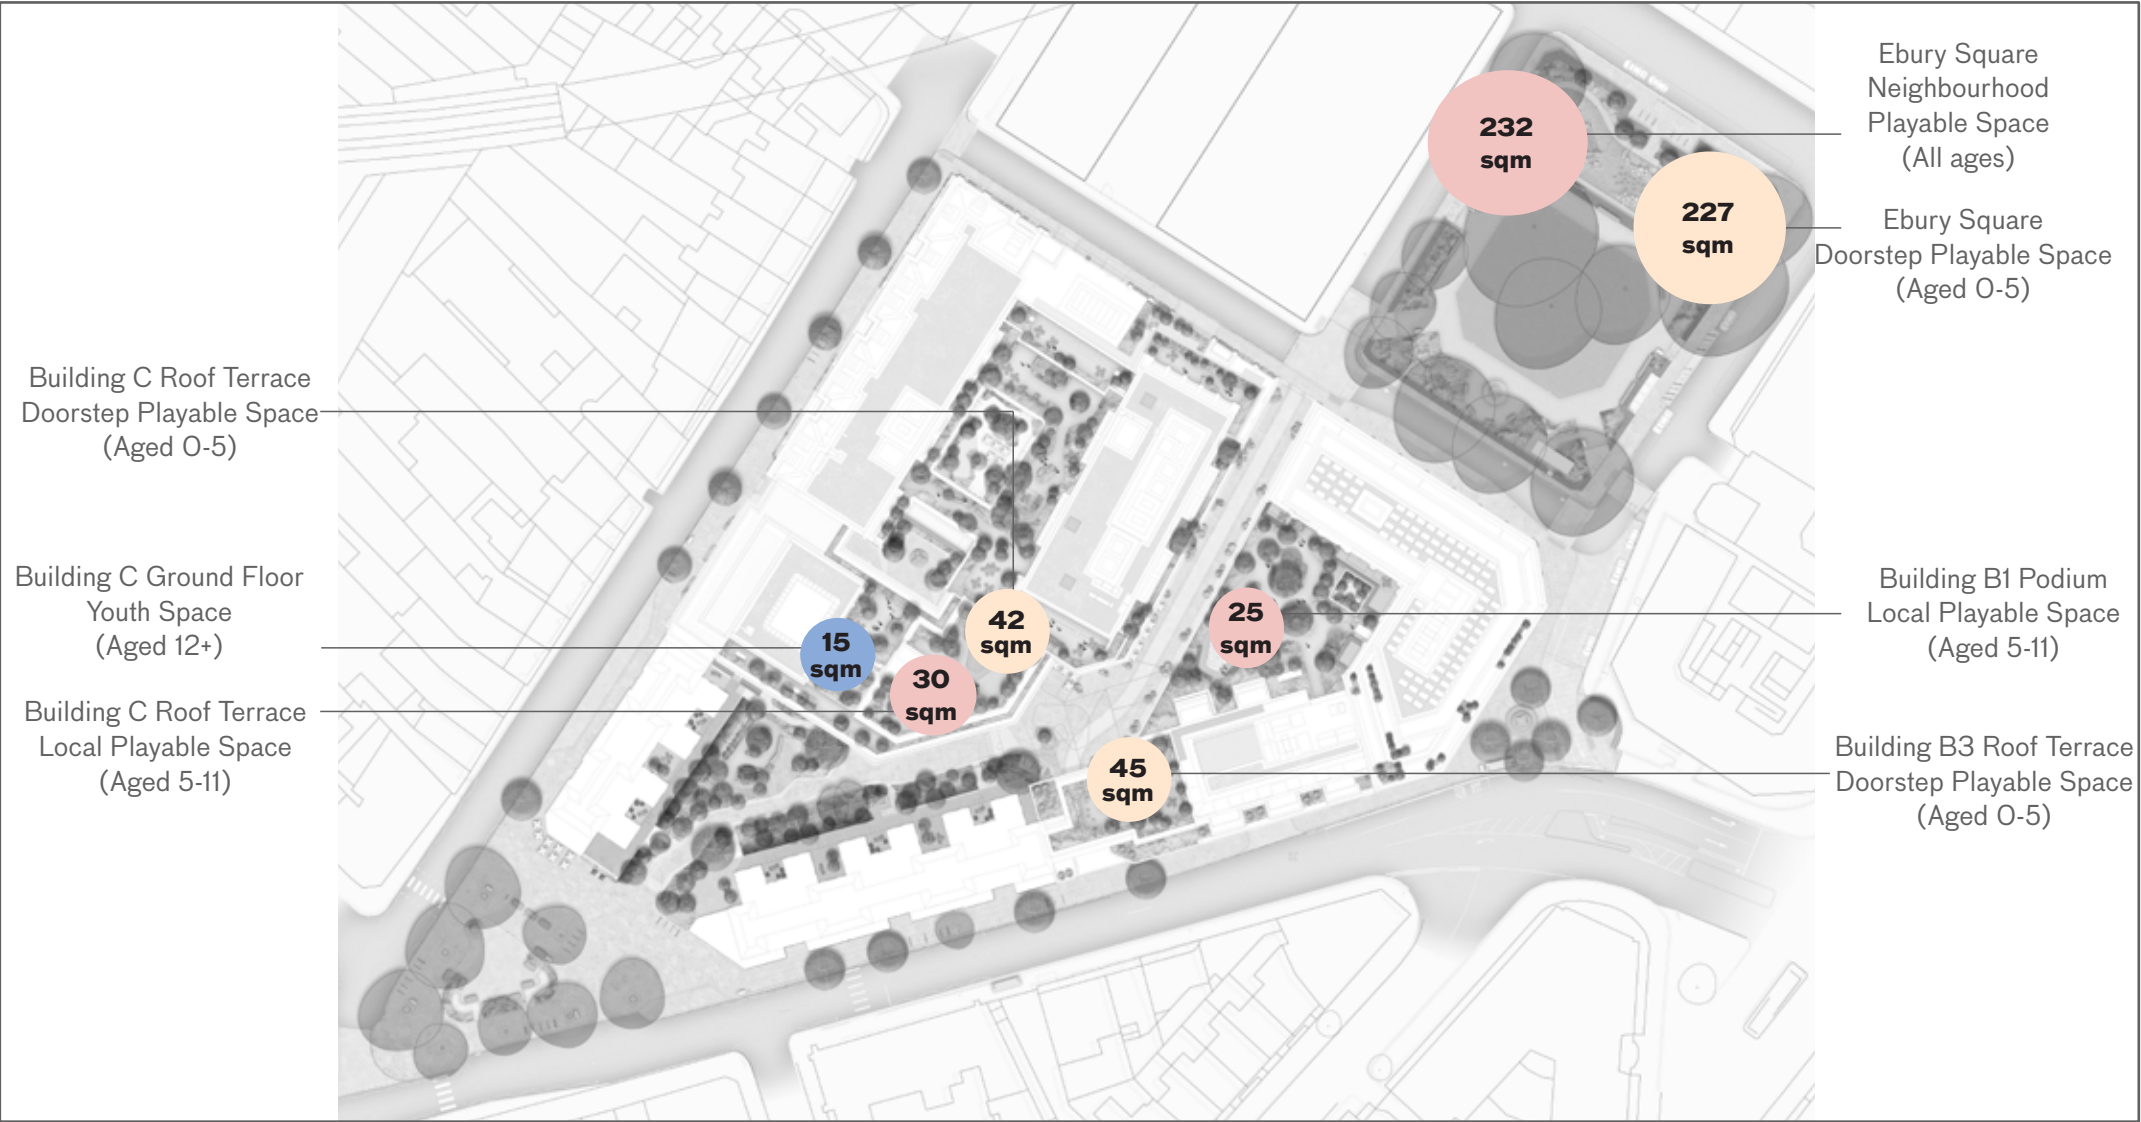 Ebury Square
Neighbourhood
Playable Space
(All ages)
232
sqm
227
sqm
Ebury Square
Doorstep Playable Space
(Aged 0-5)
Building C Roof Terrace
Doorstep Playable Space
(Aged 0-5)
Building C Ground Floor
Youth Space
(Aged 12+)
Building C Roof Terrace
Local Playable Space
(Aged 5-11)
42
sqm
15
sqm
30
sqm
25
sqm
45
sqm
Building B1 Podium
Local Playable Space
(Aged 5-11)
Building B3 Roof Terrace
Doorstep Playable Space
(Aged 0-5)